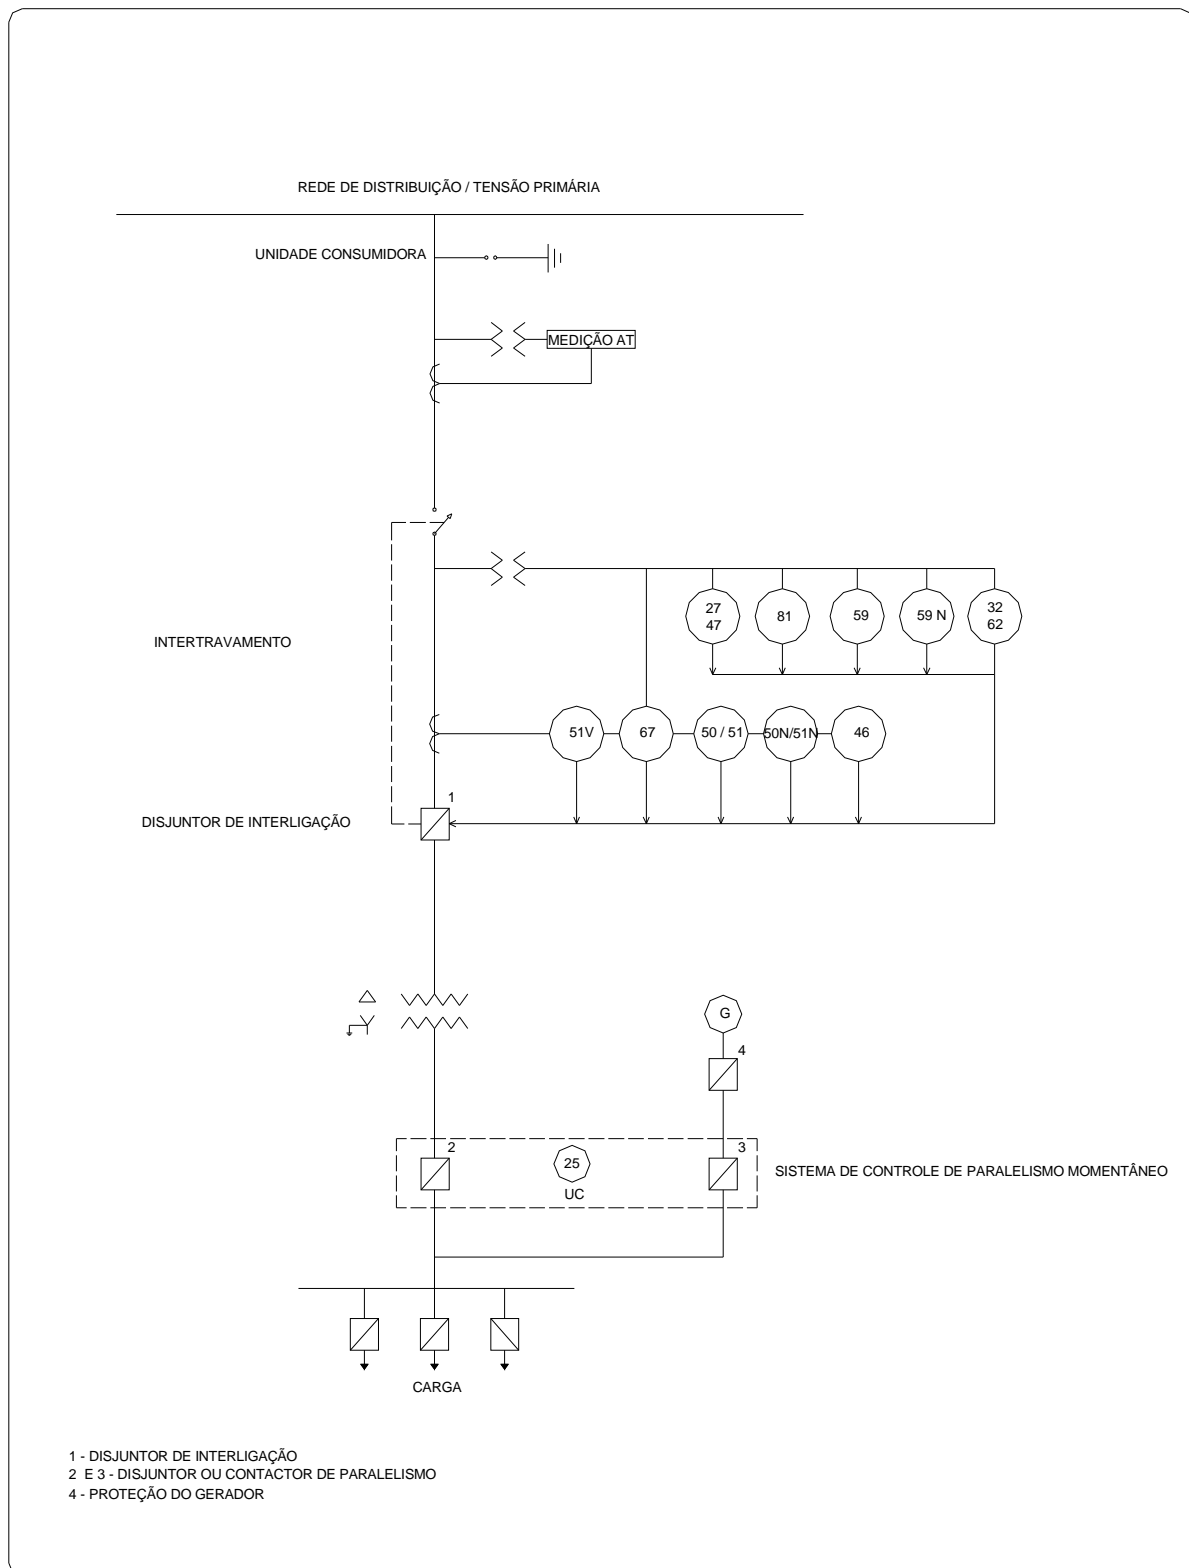 REDE DE DISTRIBUIÇÃO / TENSÃO PRIMÁRIA
UNIDADE CONSUMIDORA
MEDIÇÃO AT
27
47
81
59
59 N
32
62
INTERTRAVAMENTO
51V
67
50 / 51
50N/51N
46
1
DISJUNTOR DE INTERLIGAÇÃO
G
4
2
25
3
UC
SISTEMA DE CONTROLE DE PARALELISMO MOMENTÂNEO
CARGA
1 - DISJUNTOR DE INTERLIGAÇÃO
2 E 3 - DISJUNTOR OU CONTACTOR DE PARALELISMO
4 - PROTEÇÃO DO GERADOR